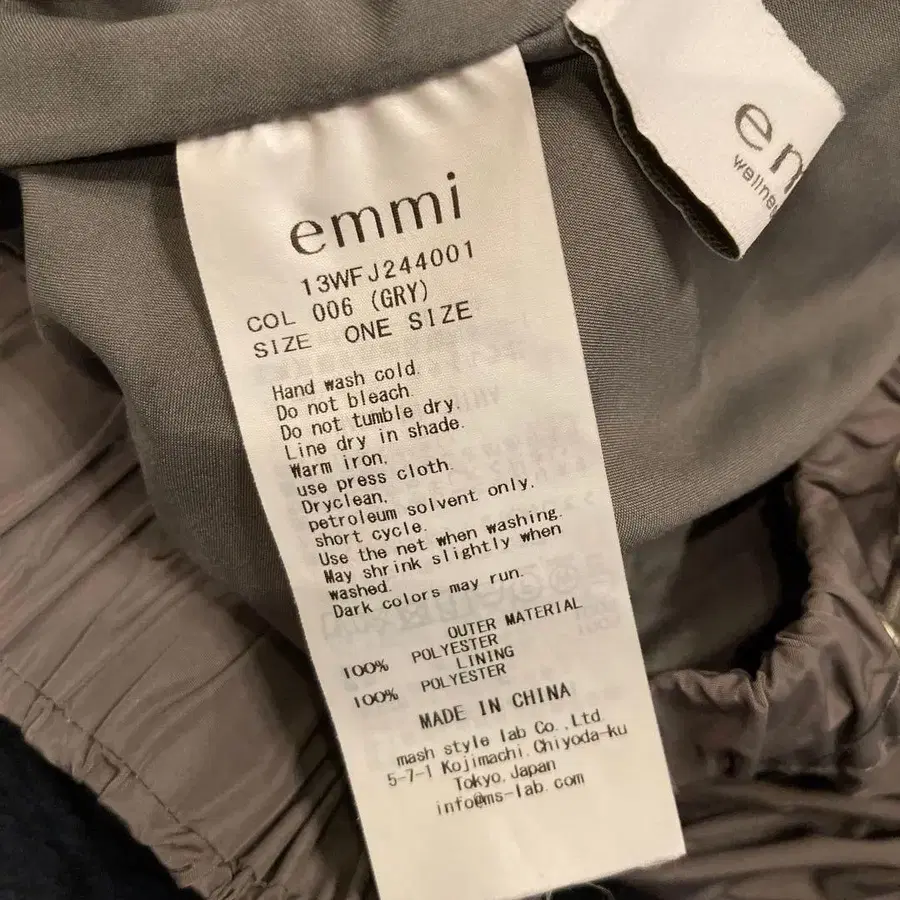 emmi
13WFJ244001
COL 006 (GRY)
SIZE ONE SIZE
Hand wash cold.
Do not bleach.
Do not tumble dry.
Line dry in shade.
Warm iron.
use press cloth.
Dryclean.
petroleum solvent only.
short cycle.
Use the net when washing.
May shrink slightly when
washed.
Dark colors may run.
OUTER MATERIAL
100% POLYESTER
LINING
100% POLYESTER
MADE IN CHINA
mash style lab Co.,Ltd.
5-7-1 Kojimachi.Chiyoda-ku
Tokyo.Japan
info@ms-lab.com